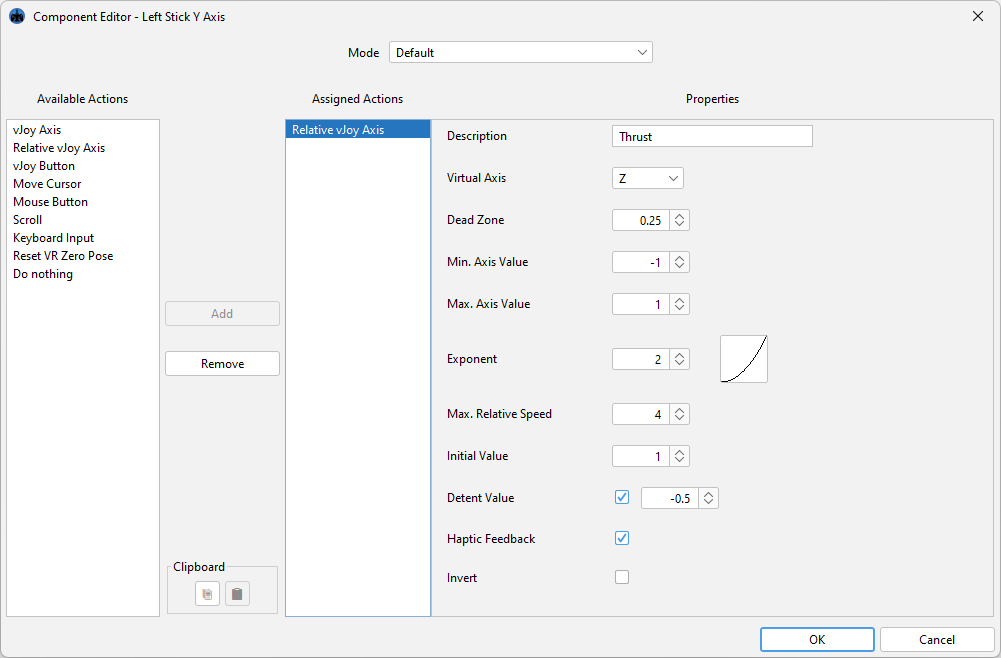 Component Editor - Left Stick Y Axis
Mode Default
Available Actions
Assigned Actions
Properties
vJoy Axis
Relative vJoy Axis
vJoy Button
Move Cursor
Mouse Button
Scroll
Keyboard Input
Reset VR Zero Pose
Do nothing
Add
Remove
Clipboard
Relative vJoy Axis
Description Thrust
Virtual Axis Z
Dead Zone 0.25
Min. Axis Value -1
Max. Axis Value 1
Exponent 2
Max. Relative Speed 4
Initial Value 1
Detent Value -0.5
Haptic Feedback
Invert
OK
Cancel